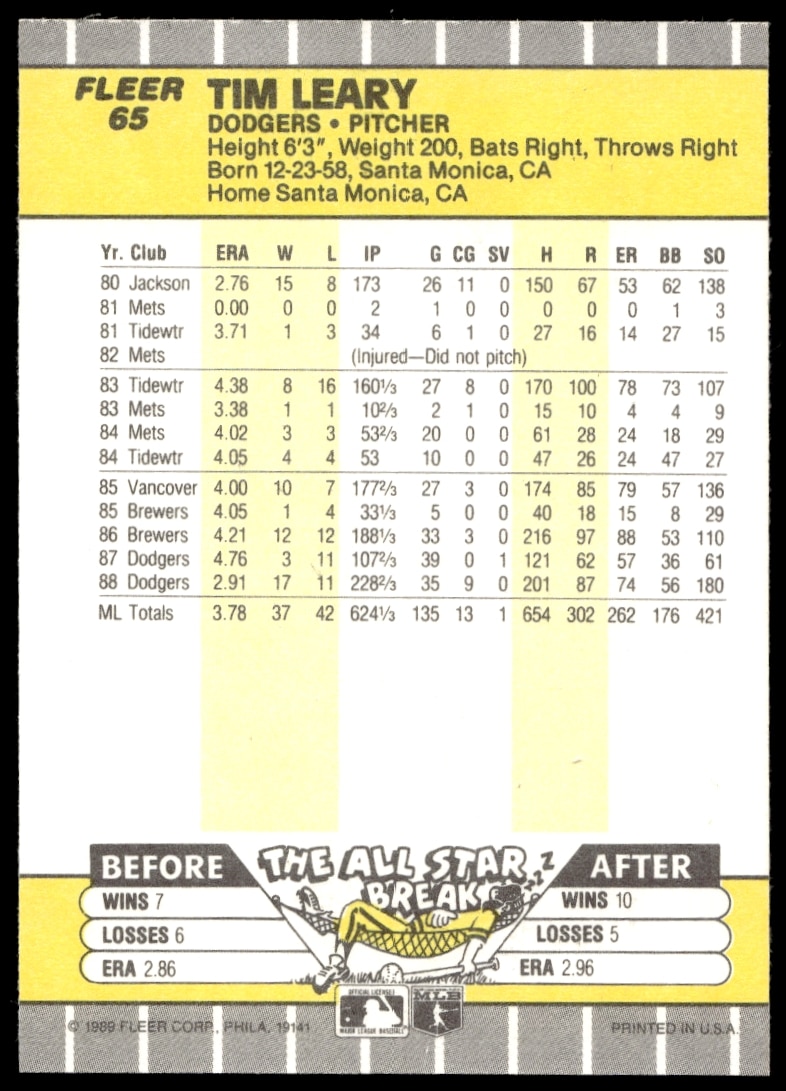 FLEER
65
TIM LEARY
DODGERS • PITCHER
Height 6'3", Weight 200, Bats Right, Throws Right
Born 12-23-58, Santa Monica, CA
Home Santa Monica, CA
Yr. Club ERA W L IP G CG SV H R ER BB SO
80 Jackson 2.76 15 8 173 26 11 0 150 67 53 62 138
81 Mets 0.00 0 0 2 1 0 0 0 0 0 1 3
81 Tidewtr 3.71 1 3 34 6 1 0 27 16 14 27 15
82 Mets (Injured—Did not pitch)
83 Tidewtr 4.38 8 16 160⅓ 27 8 0 170 100 78 73 107
83 Mets 3.38 1 1 10⅔ 2 1 0 15 10 4 4 9
84 Mets 4.02 3 3 53⅔ 20 0 0 61 28 24 18 29
84 Tidewtr 4.05 4 4 53 10 0 0 47 26 24 47 27
85 Vancover 4.00 10 7 177⅔ 27 3 0 174 85 79 57 136
85 Brewers 4.05 1 4 33⅓ 5 0 0 40 18 15 8 29
86 Brewers 4.21 12 12 188⅓ 33 3 0 216 97 88 53 110
87 Dodgers 4.76 3 11 107⅔ 39 0 1 121 62 57 36 61
88 Dodgers 2.91 17 11 228⅔ 35 9 0 201 87 74 56 180
ML Totals 3.78 37 42 624⅓ 135 13 1 654 302 262 176 421
BEFORE THE ALL STAR BREAK ZZZ AFTER
WINS 7 WINS 10
LOSSES 6 LOSSES 5
ERA 2.86 ERA 2.96
OFFICIAL LICENSEE
MAJOR LEAGUE BASEBALL
MLB
© 1989 FLEER CORP., PHILA. 19141 PRINTED IN U.S.A.